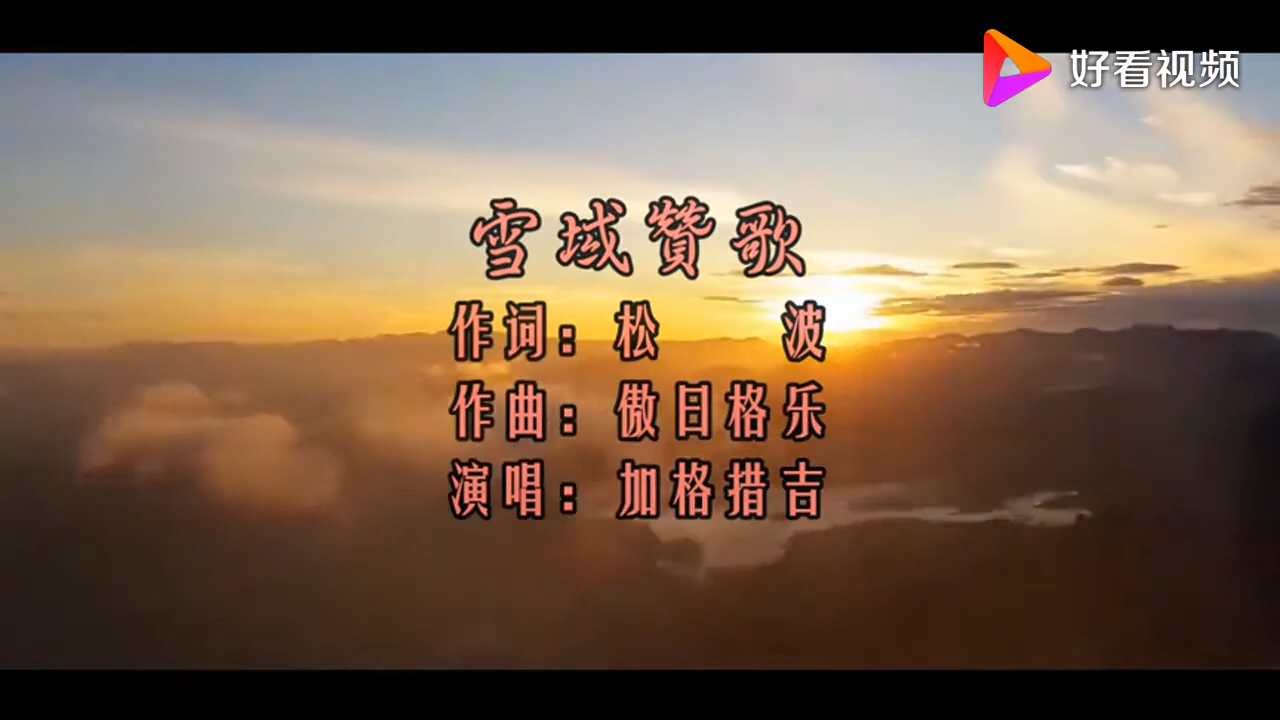 好看视频
雪域赞歌
作词：松 波
作曲：傲日格乐
演唱：加格措吉